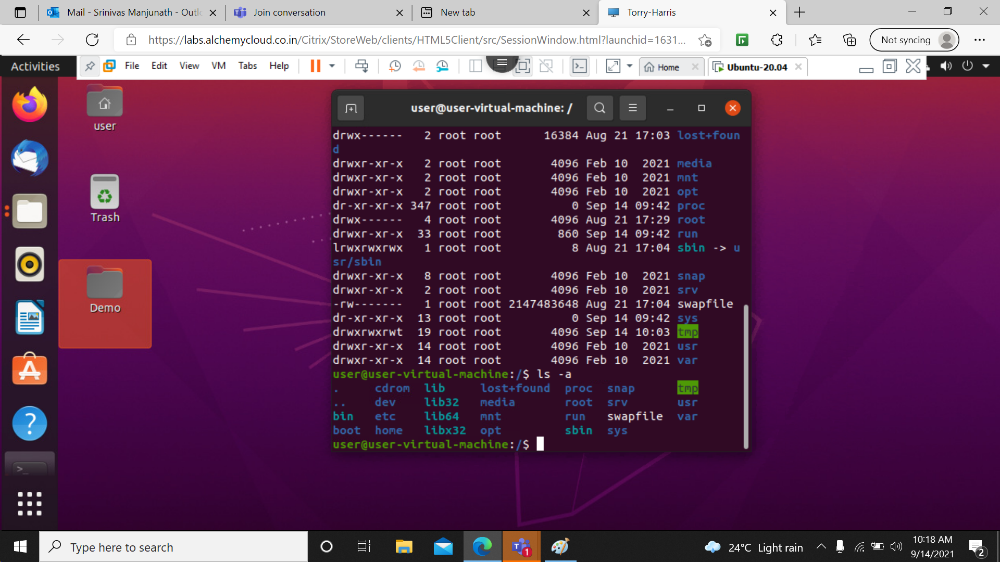 Mail - Srinivas Manjunath - Outl
Join conversation
New tab
Torry-Harris
https://labs.alchemycloud.co.in/Citrix/StoreWeb/clients/HTML5Client/src/SessionWindow.html?launchid=1631...
Not syncing
Activities
File Edit View VM Tabs Help
Home
Ubuntu-20.04
user
Trash
Demo
user@user-virtual-machine: /
drwx------   2 root root      16384 Aug 21 17:03 lost+foun
d
drwxr-xr-x   2 root root       4096 Feb 10  2021 media
drwxr-xr-x   2 root root       4096 Feb 10  2021 mnt
drwxr-xr-x   2 root root       4096 Feb 10  2021 opt
dr-xr-xr-x 347 root root          0 Sep 14 09:42 proc
drwx------   4 root root       4096 Aug 21 17:29 root
drwxr-xr-x  33 root root        860 Sep 14 09:42 run
lrwxrwxrwx   1 root root          8 Aug 21 17:04 sbin -> u
sr/sbin
drwxr-xr-x   8 root root       4096 Feb 10  2021 snap
drwxr-xr-x   2 root root       4096 Feb 10  2021 srv
-rw-------   1 root root 2147483648 Aug 21 17:04 swapfile
dr-xr-xr-x  13 root root          0 Sep 14 09:42 sys
drwxrwxrwt  19 root root       4096 Sep 14 10:03 tmp
drwxr-xr-x  14 root root       4096 Feb 10  2021 usr
drwxr-xr-x  14 root root       4096 Feb 10  2021 var
user@user-virtual-machine:/$ ls -a
.     cdrom  lib     lost+found  proc  snap      tmp
..    dev    lib32   media       root  srv       usr
bin   etc    lib64   mnt         run   swapfile  var
boot  home   libx32  opt         sbin  sys
user@user-virtual-machine:/$
Type here to search
1
24°C Light rain
10:18 AM
9/14/2021
2